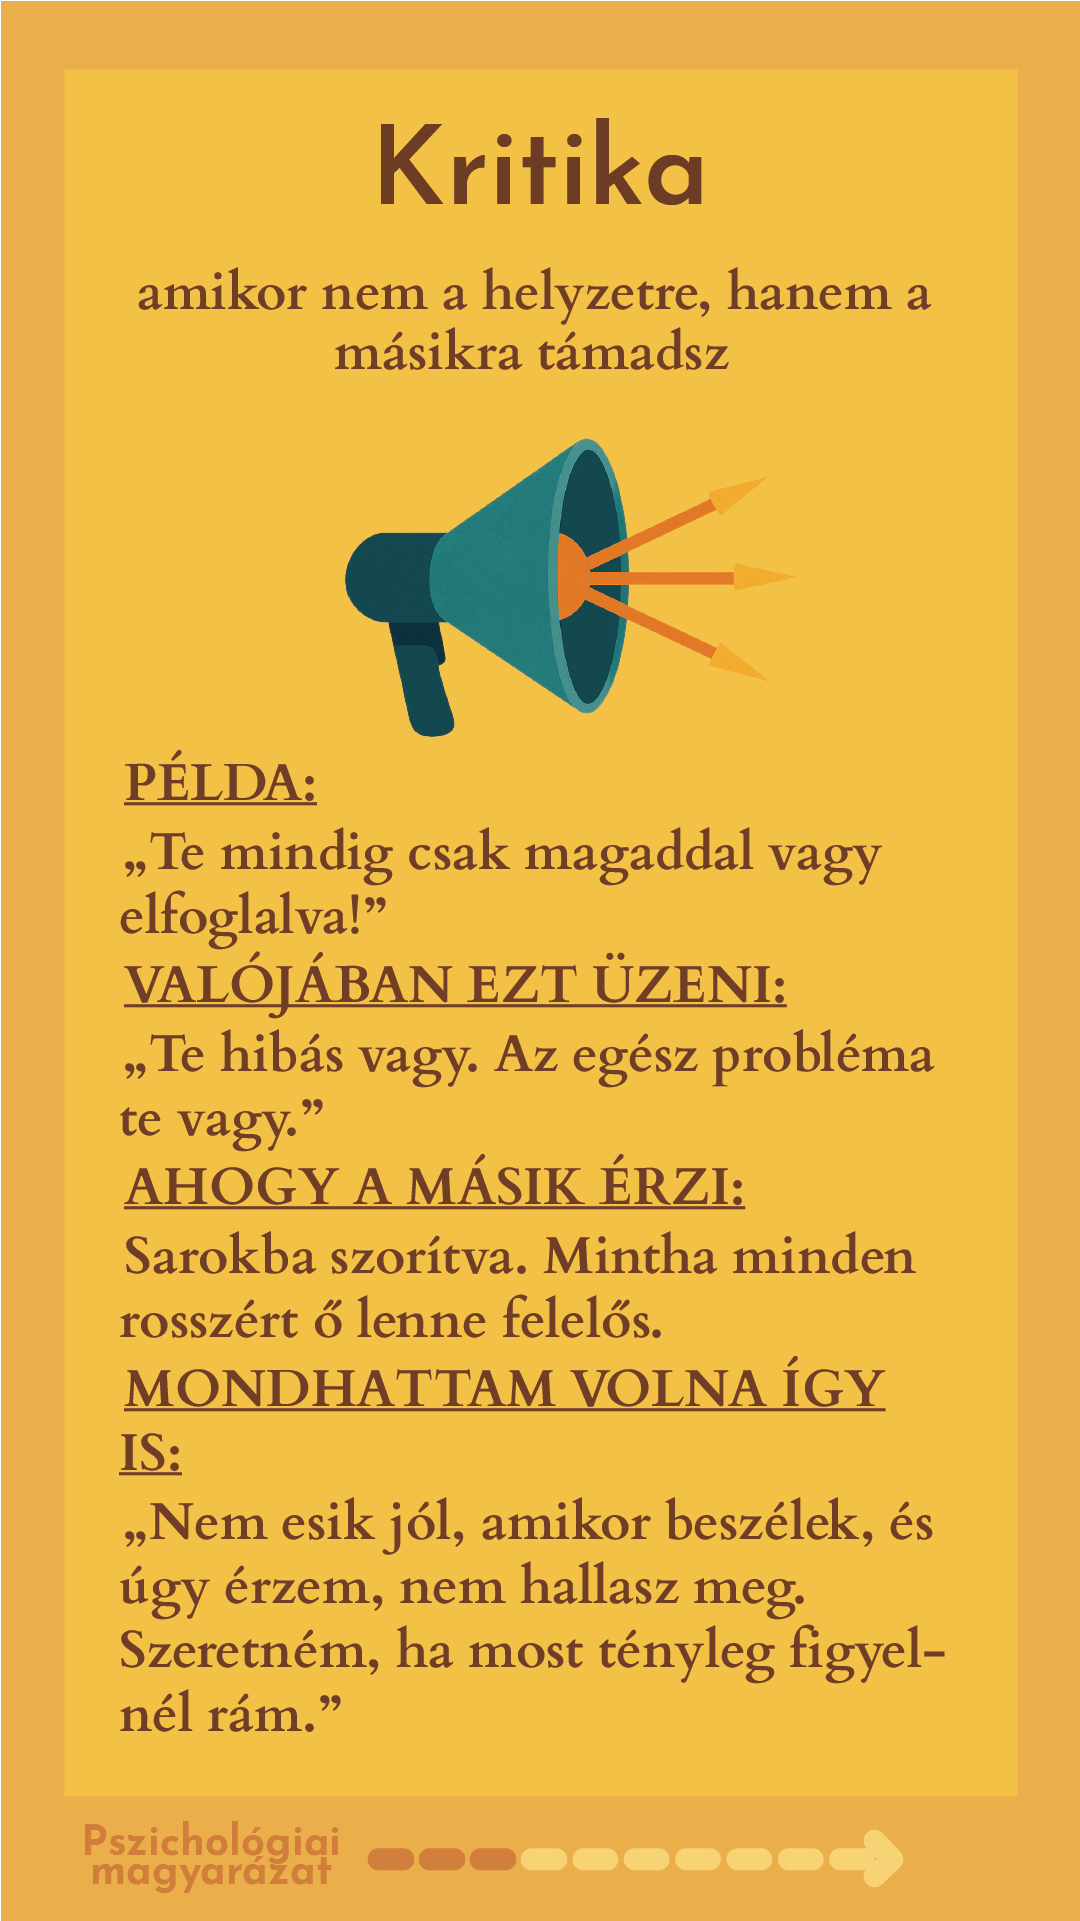 Kritika
amikor nem a helyzetre, hanem a
másikra támadsz
PÉLDA:
„Te mindig csak magaddal vagy
elfoglalva!”
VALÓJÁBAN EZT ÜZENI:
„Te hibás vagy. Az egész probléma
te vagy.”
AHOGY A MÁSIK ÉRZI:
Sarokba szorítva. Mintha minden
rosszért ő lenne felelős.
MONDHATTAM VOLNA ÍGY
IS:
„Nem esik jól, amikor beszélek, és
úgy érzem, nem hallasz meg.
Szeretném, ha most tényleg figyel-
nél rám.”
Pszichológiai
magyarázat